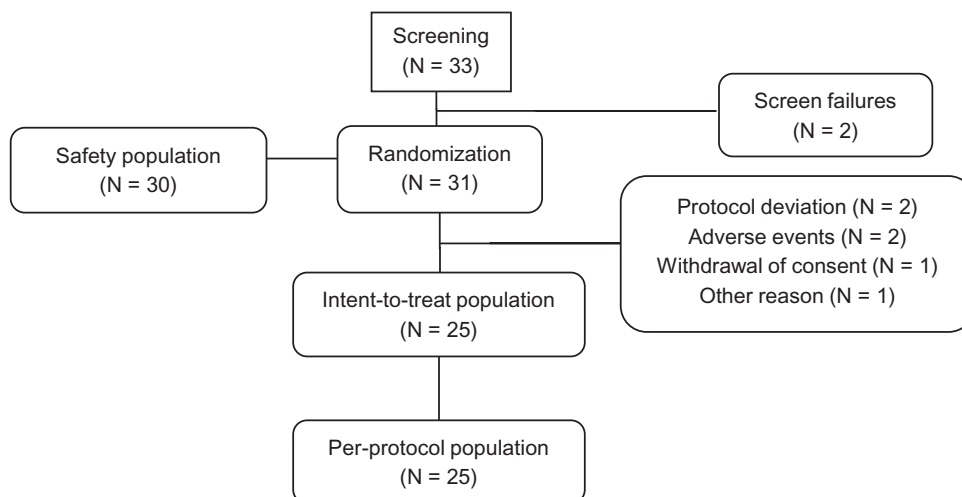 Screening
(N = 33)
Screen failures
(N = 2)
Safety population
(N = 30)
Randomization
(N = 31)
Protocol deviation (N = 2)
Adverse events (N = 2)
Withdrawal of consent (N = 1)
Other reason (N = 1)
Intent-to-treat population
(N = 25)
Per-protocol population
(N = 25)